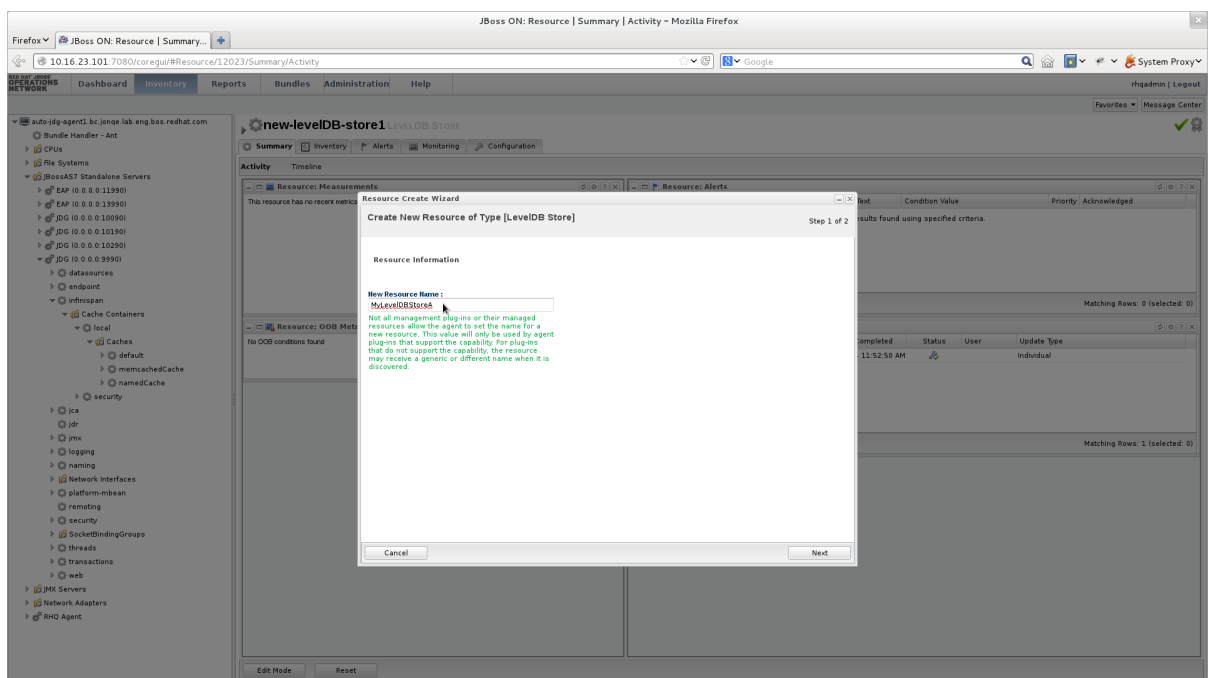 JBoss ON: Resource | Summary | Activity - Mozilla Firefox
Firefox
JBoss ON: Resource | Summary...
10.16.23.101:7080/coregui/#Resource/12023/Summary/Activity
Google
System Proxy
RED HAT JBOSS
OPERATIONS
NETWORK
Dashboard Inventory Reports Bundles Administration Help
rhqadmin | Logout
Favorites Message Center
auto-jdg-agent1.bc.jonqe.lab.eng.bos.redhat.com
Bundle Handler - Ant
CPUs
File Systems
JBossAS7 Standalone Servers
EAP (0.0.0.0:11990)
EAP (0.0.0.0:13990)
JDG (0.0.0.0:10090)
JDG (0.0.0.0:10190)
JDG (0.0.0.0:10290)
JDG (0.0.0.0:9990)
datasources
endpoint
infinispan
Cache Containers
local
Caches
default
memcachedCache
namedCache
security
jca
jdr
jmx
logging
naming
Network Interfaces
platform-mbean
remoting
security
SocketBindingGroups
threads
transactions
web
JMX Servers
Network Adapters
RHQ Agent
new-levelDB-store1 LEVELDB STORE
Summary Inventory Alerts Monitoring Configuration
Activity Timeline
Resource: Measurements
This resource has no recent metrics
Resource: Alerts
Text Condition Value Priority Acknowledged
results found using specified criteria.
Matching Rows: 0 (selected: 0)
Resource: OOB Metr
No OOB conditions found
Completed Status User Update Type
11:52:50 AM Individual
Matching Rows: 1 (selected: 0)
Resource Create Wizard
Create New Resource of Type [LevelDB Store]
Step 1 of 2
Resource Information
New Resource Name :
MyLevelDBStoreA
Not all management plug-ins or their managed
resources allow the agent to set the name for a
new resource. This value will only be used by agent
plug-ins that support the capability. For plug-ins
that do not support the capability, the resource
may receive a generic or different name when it is
discovered.
Cancel Next
Edit Mode Reset